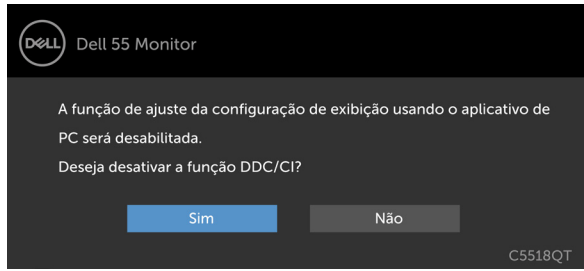 DELL Dell 55 Monitor
A função de ajuste da configuração de exibição usando o aplicativo de
PC será desabilitada.
Deseja desativar a função DDC/CI?
Sim Não
C5518QT